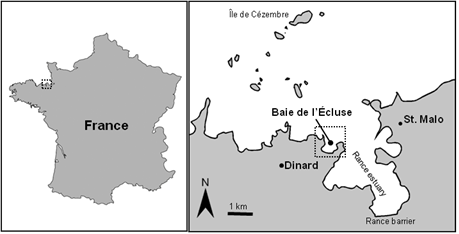 France
Île de Cézembre
Baie de l'Écluse
St. Malo
Dinard
Rance estuary
N
1 km
Rance barrier